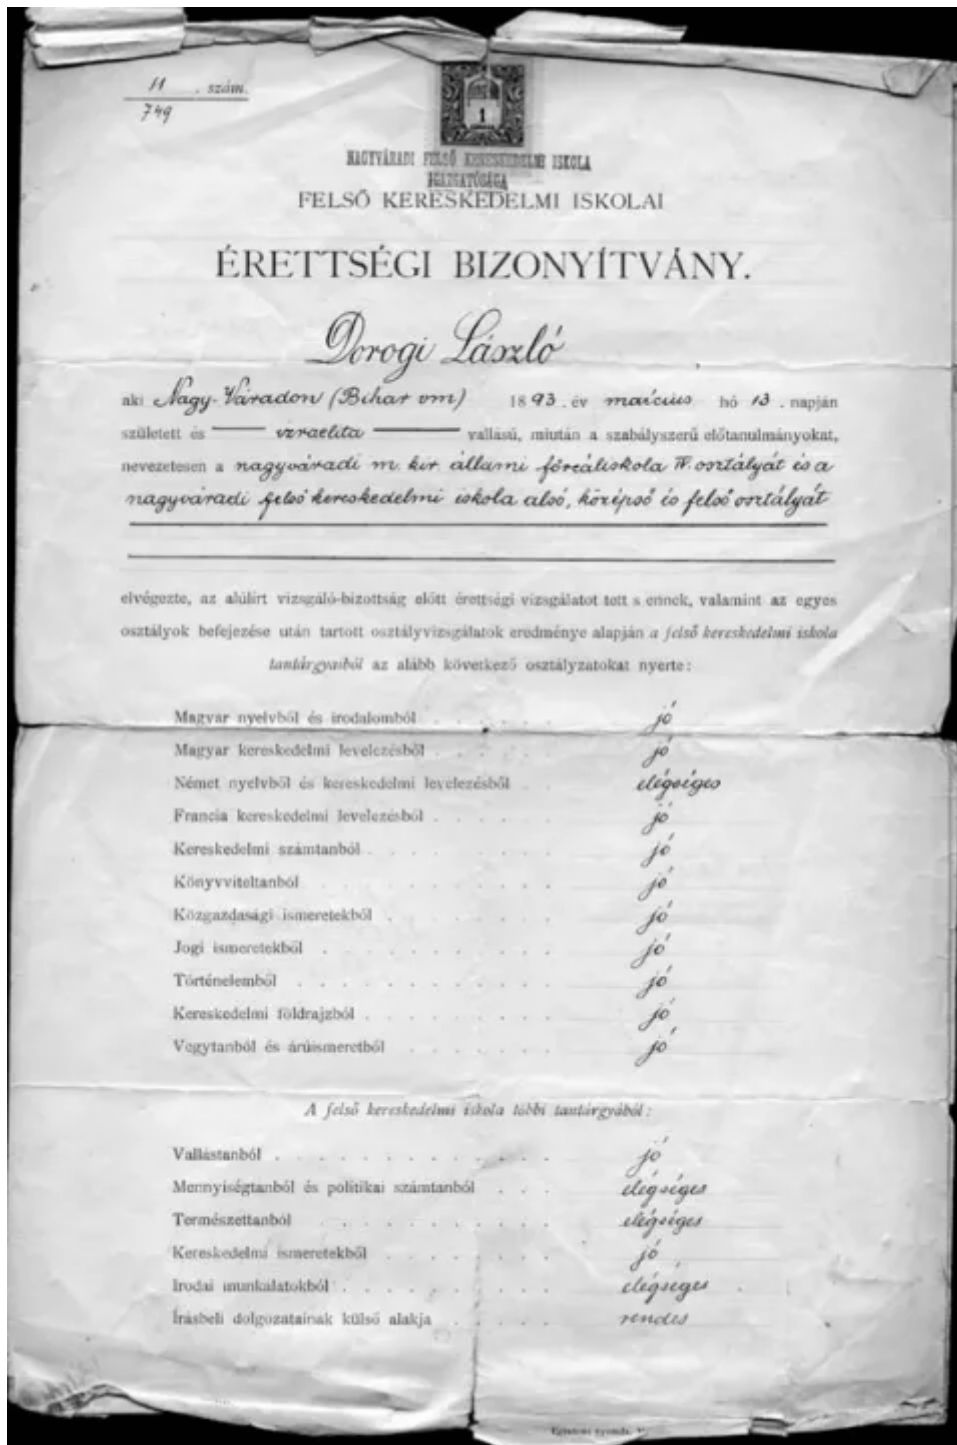 11 . szám.
749
1
NAGYVÁRADI FELSŐ KERESKEDELMI ISKOLA
IGAZGATÓSÁGA
FELSŐ KERESKEDELMI ISKOLAI
ÉRETTSÉGI BIZONYÍTVÁNY.
Dorogi László
aki Nagy-Váradon (Bihar vm) 1893. év március hó 13. napján
született és izraelita vallású, miután a szabályszerű előtanulmányokat,
nevezetesen a nagyváradi m. kir. állami főreáliskola IV. osztályát és a
nagyváradi felső kereskedelmi iskola alsó, középső és felső osztályát
elvégezte, az alúlirt vizsgáló-bizottság előtt érettségi vizsgálatot tett s ennek, valamint az egyes
osztályok befejezése után tartott osztályvizsgálatok eredménye alapján a felső kereskedelmi iskola
tantárgyaiból az alább következő osztályzatokat nyerte:
Magyar nyelvből és irodalomból . . . . . . jó
Magyar kereskedelmi levelezésből . . . . . jó
Német nyelvből és kereskedelmi levelezésből . . elégséges
Francia kereskedelmi levelezésből . . . . . . jó
Kereskedelmi számtanból . . . . . . . . jó
Könyvviteltanból . . . . . . . . . . jó
Közgazdasági ismeretekből . . . . . . . . jó
Jogi ismeretekből . . . . . . . . . . jó
Történelemből . . . . . . . . . . . jó
Kereskedelmi földrajzból . . . . . . . . . jó
Vegytanból és árúismeretből . . . . . . . jó
A felső kereskedelmi iskola többi tantárgyából:
Vallástanból . . . . . . . . . . . . . jó
Mennyiségtanból és politikai számtanból . . . elégséges
Természettanból . . . . . . . . . . elégséges
Kereskedelmi ismeretekből . . . . . . . . jó
Irodai munkálatokból . . . . . . . . . . elégséges
Írásbeli dolgozatainak külső alakja . . . . . rendes